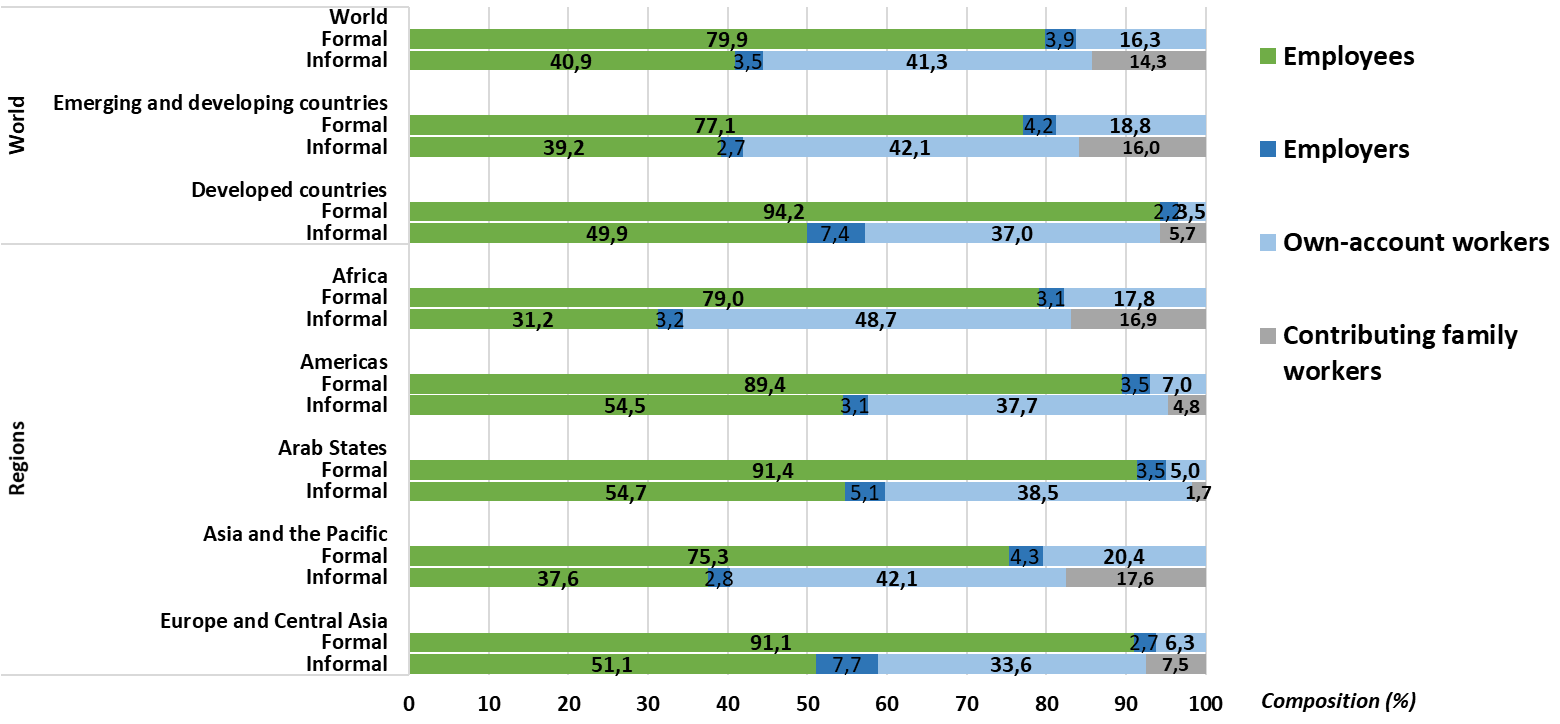 World
Formal 79,9 3,9 16,3
Informal 40,9 3,5 41,3 14,3
Emerging and developing countries
Formal 77,1 4,2 18,8
Informal 39,2 2,7 42,1 16,0
Developed countries
Formal 94,2 2,2 3,5
Informal 49,9 7,4 37,0 5,7
World
Africa
Formal 79,0 3,1 17,8
Informal 31,2 3,2 48,7 16,9
Americas
Formal 89,4 3,5 7,0
Informal 54,5 3,1 37,7 4,8
Arab States
Formal 91,4 3,5 5,0
Informal 54,7 5,1 38,5 1,7
Asia and the Pacific
Formal 75,3 4,3 20,4
Informal 37,6 2,8 42,1 17,6
Europe and Central Asia
Formal 91,1 2,7 6,3
Informal 51,1 7,7 33,6 7,5
Regions
0 10 20 30 40 50 60 70 80 90 100
Composition (%)
Employees
Employers
Own-account workers
Contributing family
workers